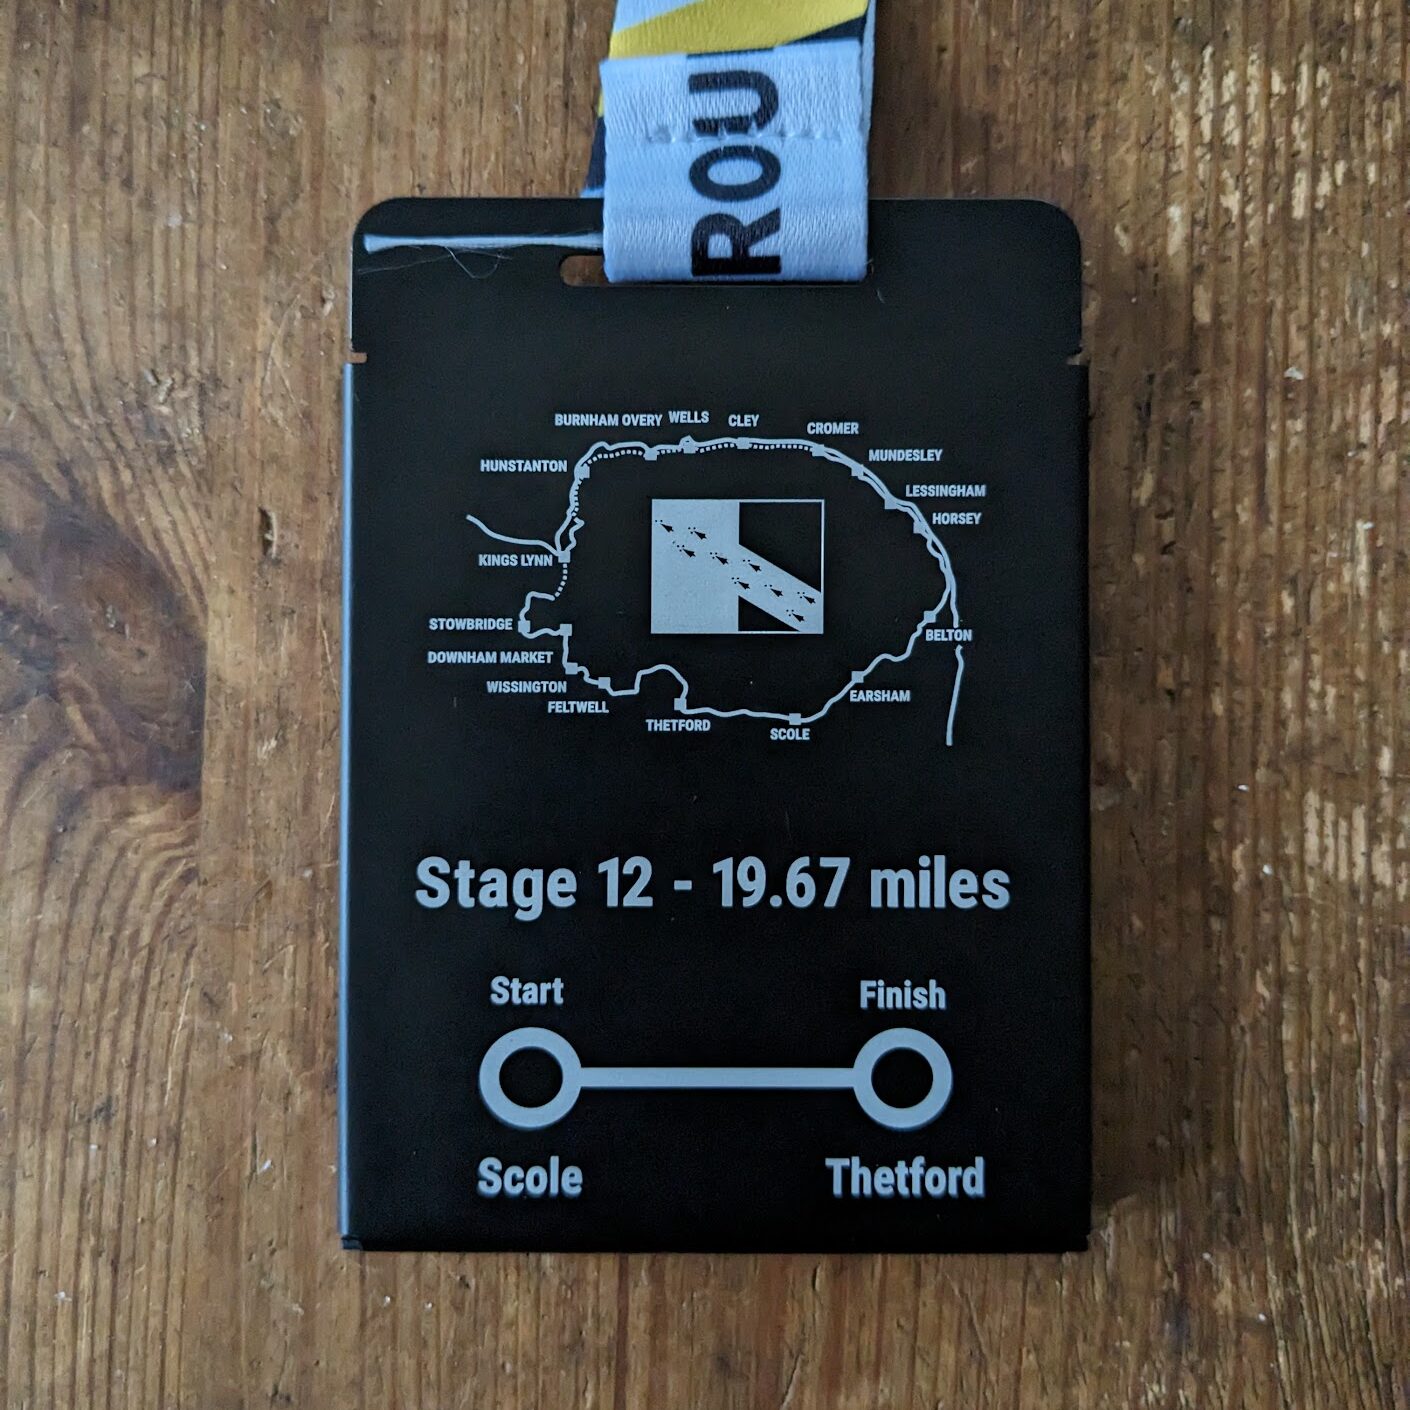 ROU
BURNHAM OVERY
WELLS
CLEY
CROMER
HUNSTANTON
MUNDESLEY
LESSINGHAM
HORSEY
KINGS LYNN
STOWBRIDGE
BELTON
DOWNHAM MARKET
WISSINGTON
EARSHAM
FELTWELL
THETFORD
SCOLE
Stage 12 - 19.67 miles
Start
Finish
Scole
Thetford